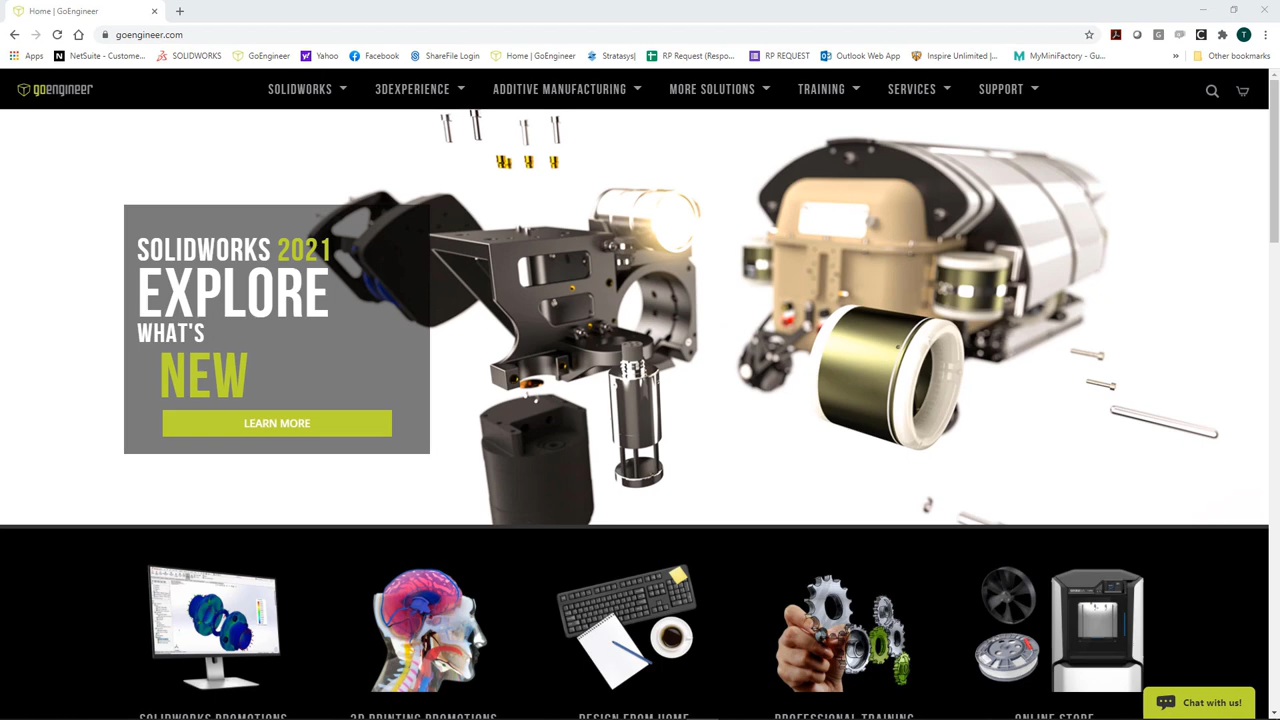 Home | GoEngineer
goengineer.com
Apps NetSuite - Custome... SOLIDWORKS GoEngineer Yahoo Facebook ShareFile Login Home | GoEngineer Stratasys| RP Request (Respo... RP REQUEST Outlook Web App Inspire Unlimited |... MyMiniFactory - Gu... » Other bookmarks
goengineer SOLIDWORKS 3DEXPERIENCE ADDITIVE MANUFACTURING MORE SOLUTIONS TRAINING SERVICES SUPPORT
SOLIDWORKS 2021
EXPLORE
WHAT'S
NEW
LEARN MORE
Chat with us!
SOLIDWORKS PROMOTIONS 3D PRINTING PROMOTIONS DESIGN FROM HOME PROFESSIONAL TRAINING ONLINE STORE